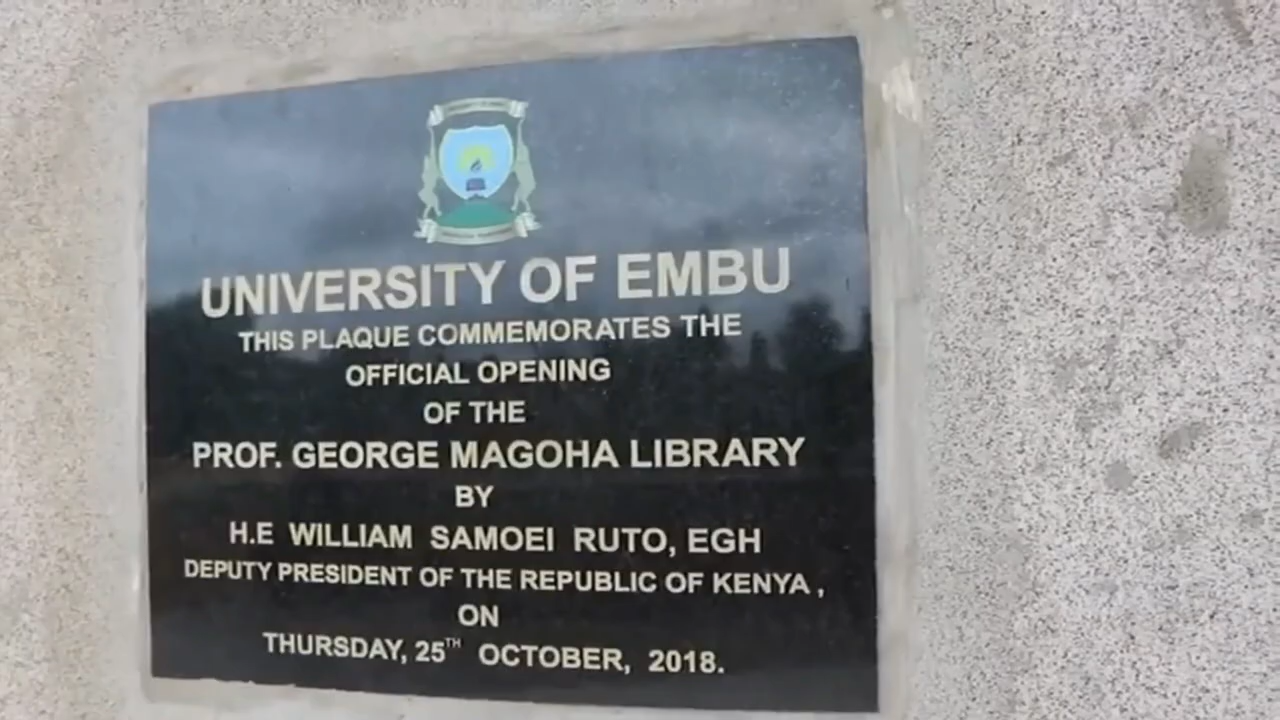 UNIVERSITY OF EMBU
THIS PLAQUE COMMEMORATES THE
OFFICIAL OPENING
OF THE
PROF. GEORGE MAGOHA LIBRARY
BY
H.E WILLIAM SAMOEI RUTO, EGH
DEPUTY PRESIDENT OF THE REPUBLIC OF KENYA ,
ON
THURSDAY, 25TH OCTOBER, 2018.